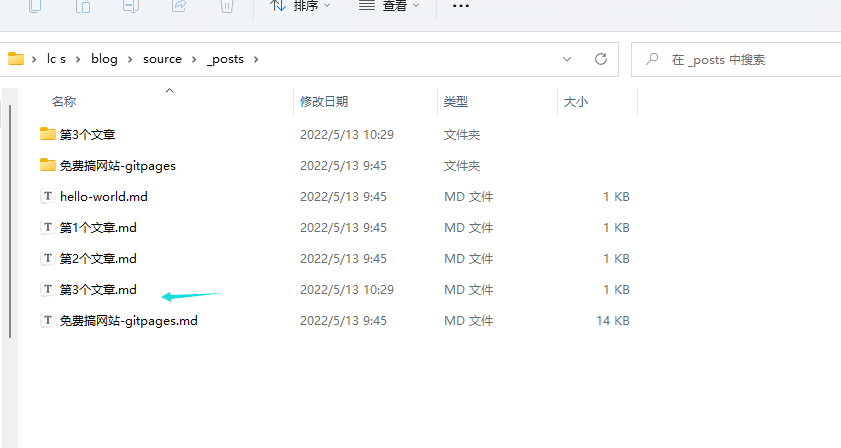 排序 查看
lc s blog source _posts 在 _posts 中搜索
名称 修改日期 类型 大小
第3个文章 2022/5/13 10:29 文件夹
免费搞网站-gitpages 2022/5/13 9:45 文件夹
hello-world.md 2022/5/13 9:45 MD 文件 1 KB
第1个文章.md 2022/5/13 9:45 MD 文件 1 KB
第2个文章.md 2022/5/13 9:45 MD 文件 1 KB
第3个文章.md 2022/5/13 10:29 MD 文件 1 KB
免费搞网站-gitpages.md 2022/5/13 9:45 MD 文件 14 KB